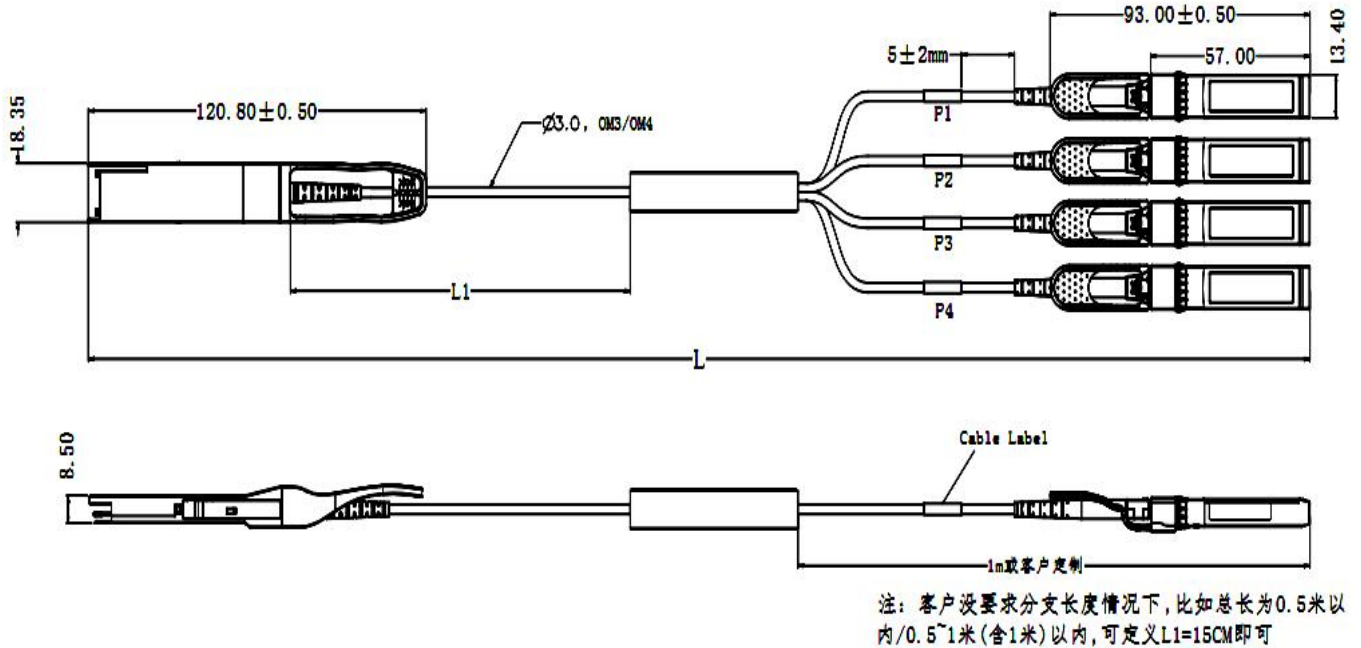 93.00±0.50
13.40
5±2mm
57.00
18.35
120.80±0.50
Ø3.0, OM3/OM4
P1
P2
P3
L1
P4
L
8.50
Cable Label
1m或客户定制
注: 客户没要求分支长度情况下,比如总长为0.5米以
内/0.5~1米(含1米)以内,可定义L1=15CM即可